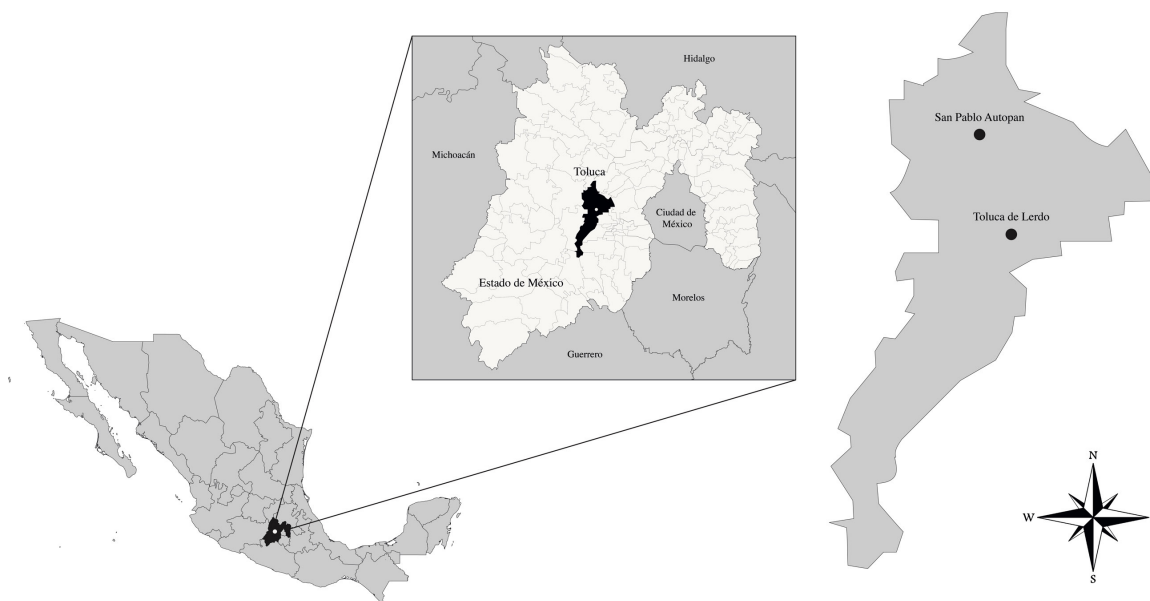 Hidalgo
Michoacán
Toluca
Ciudad de
México
Estado de México
Morelos
Guerrero
San Pablo Autopan
Toluca de Lerdo
N
W
S